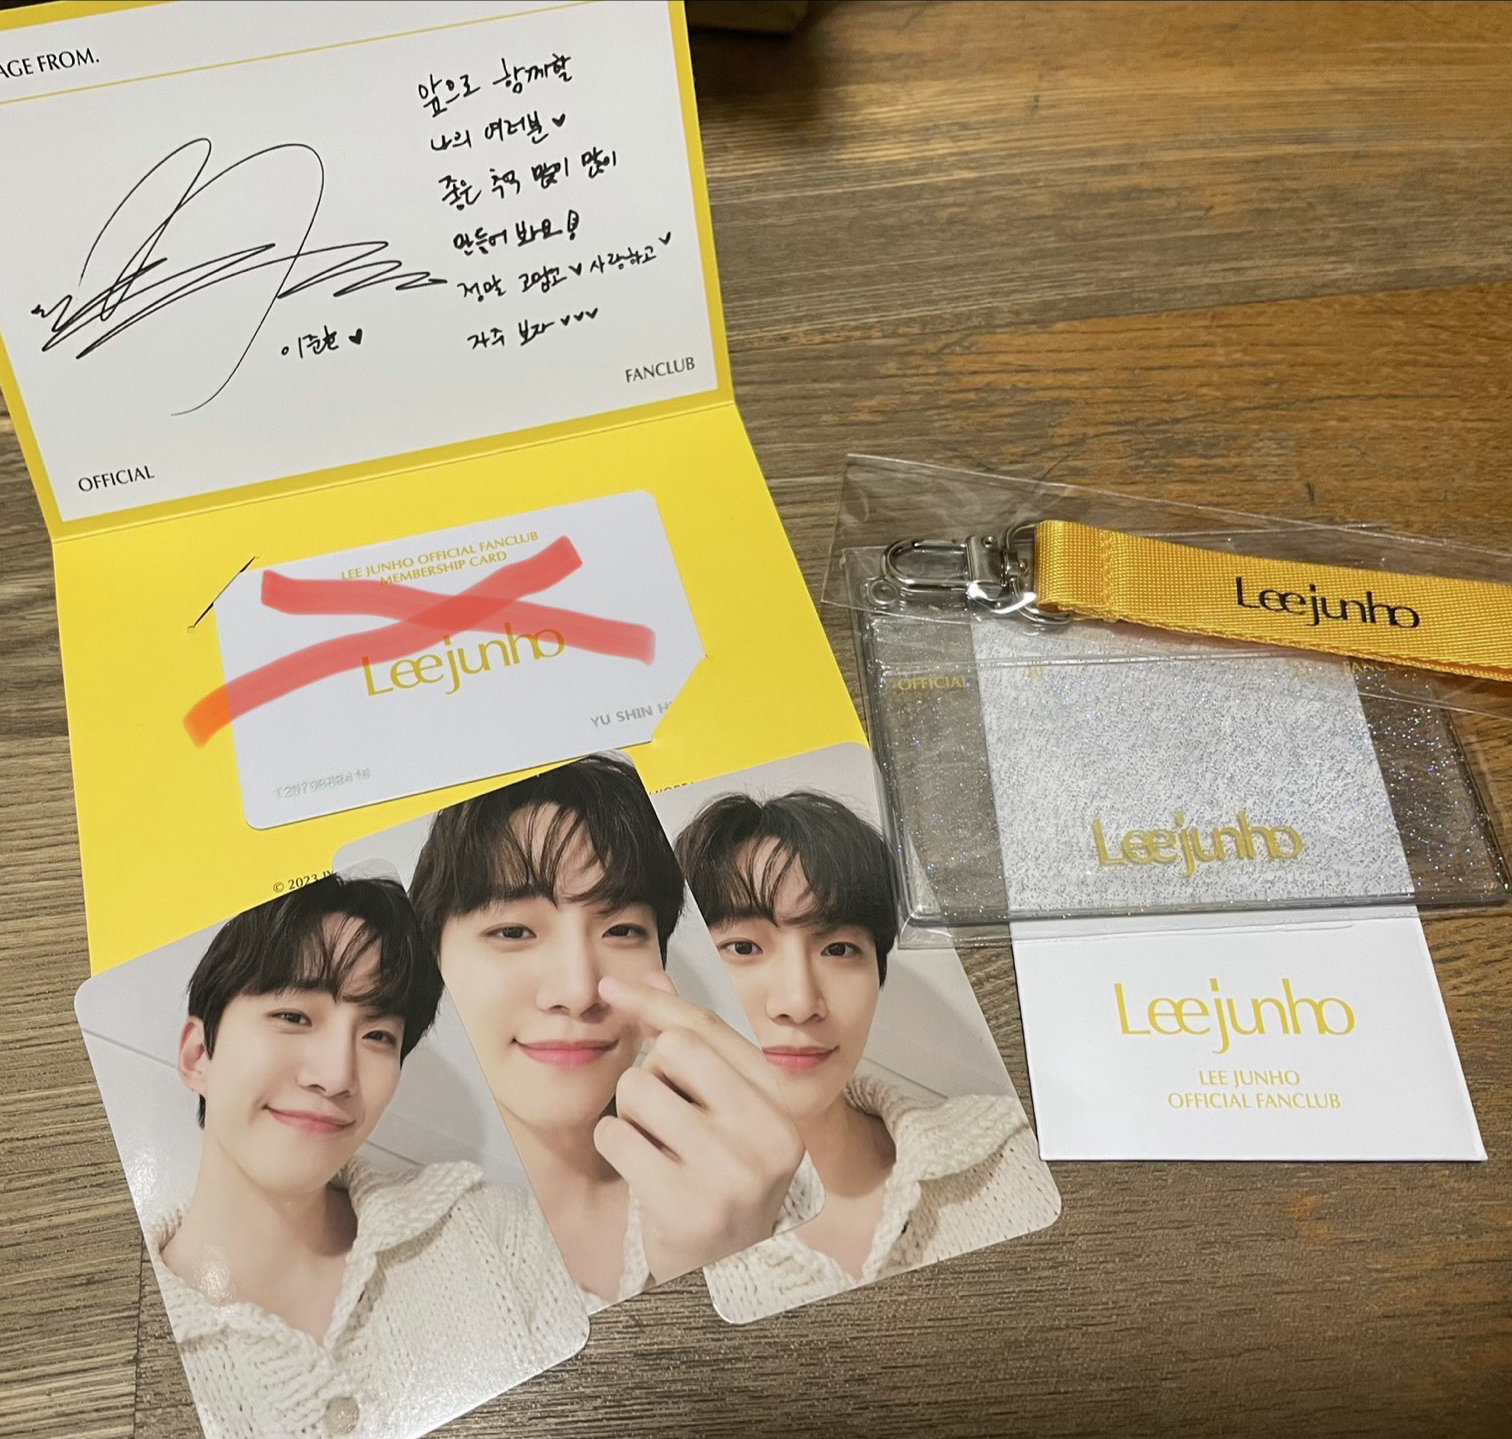 AGE FROM.
앞으로 함께할
나의 여러분♥
좋은 추억 많이 많이
만들어 봐요!
정말 고맙고♥ 사랑하고♥
자주 보자♥♥♥
이준호♥
FANCLUB
OFFICIAL
LEE JUNHO OFFICIAL FANCLUB
MEMBERSHIP CARD
Leejunho
YU SHIN H
© 2023 JY
Leejunho
OFFICIAL
Leejunho
Leejunho
LEE JUNHO
OFFICIAL FANCLUB